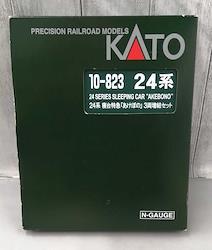 PRECISION RAILROAD MODELS
KATO
10-823 24系
24 SERIES SLEEPING CAR "AKEBONO"
24系 寝台特急「あけぼの」3両増結セット
N-GAUGE